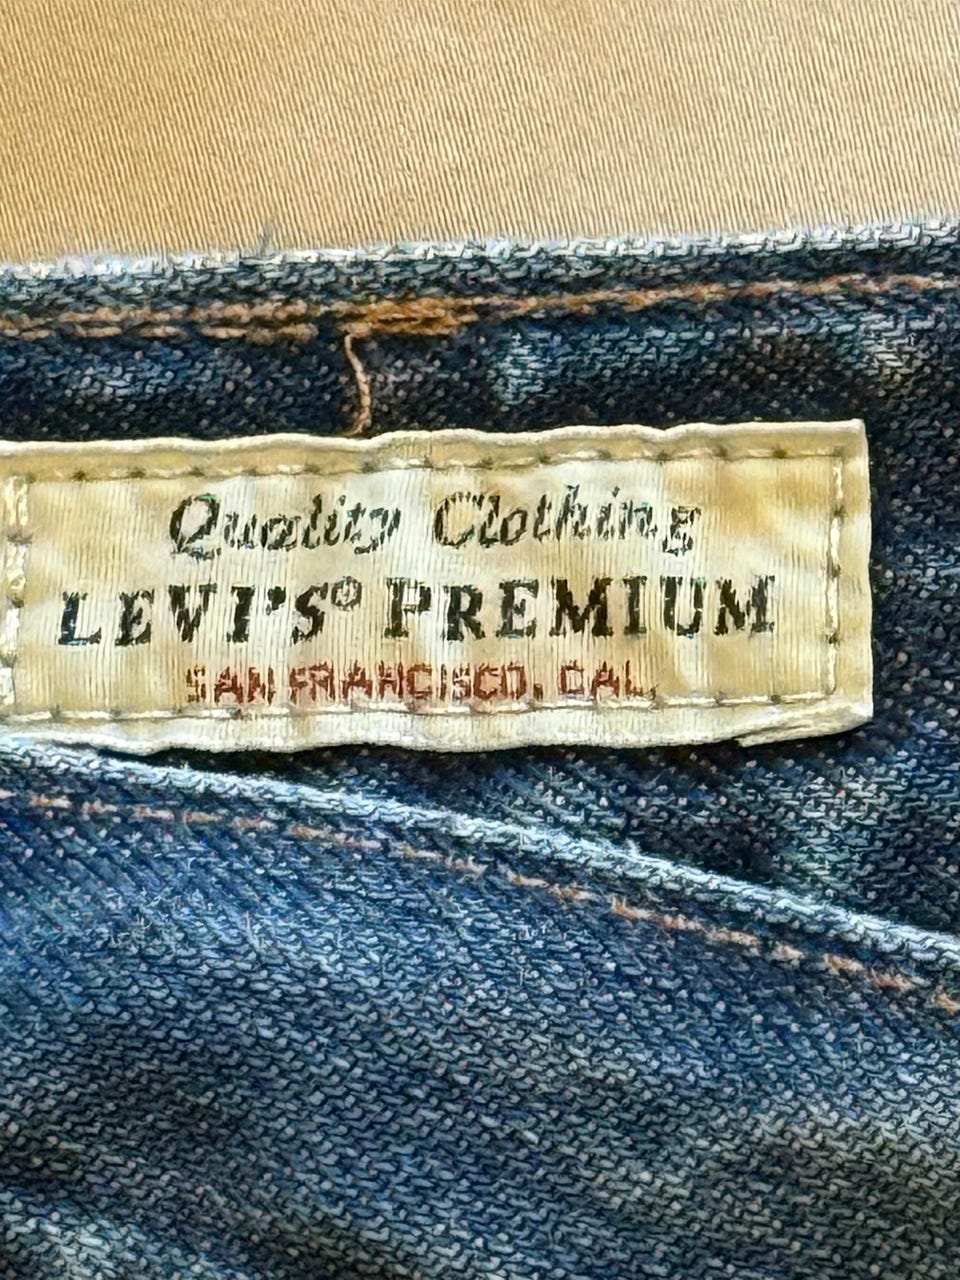 Quality Clothing
LEVI'S® PREMIUM
SAN FRANCISCO, CAL.